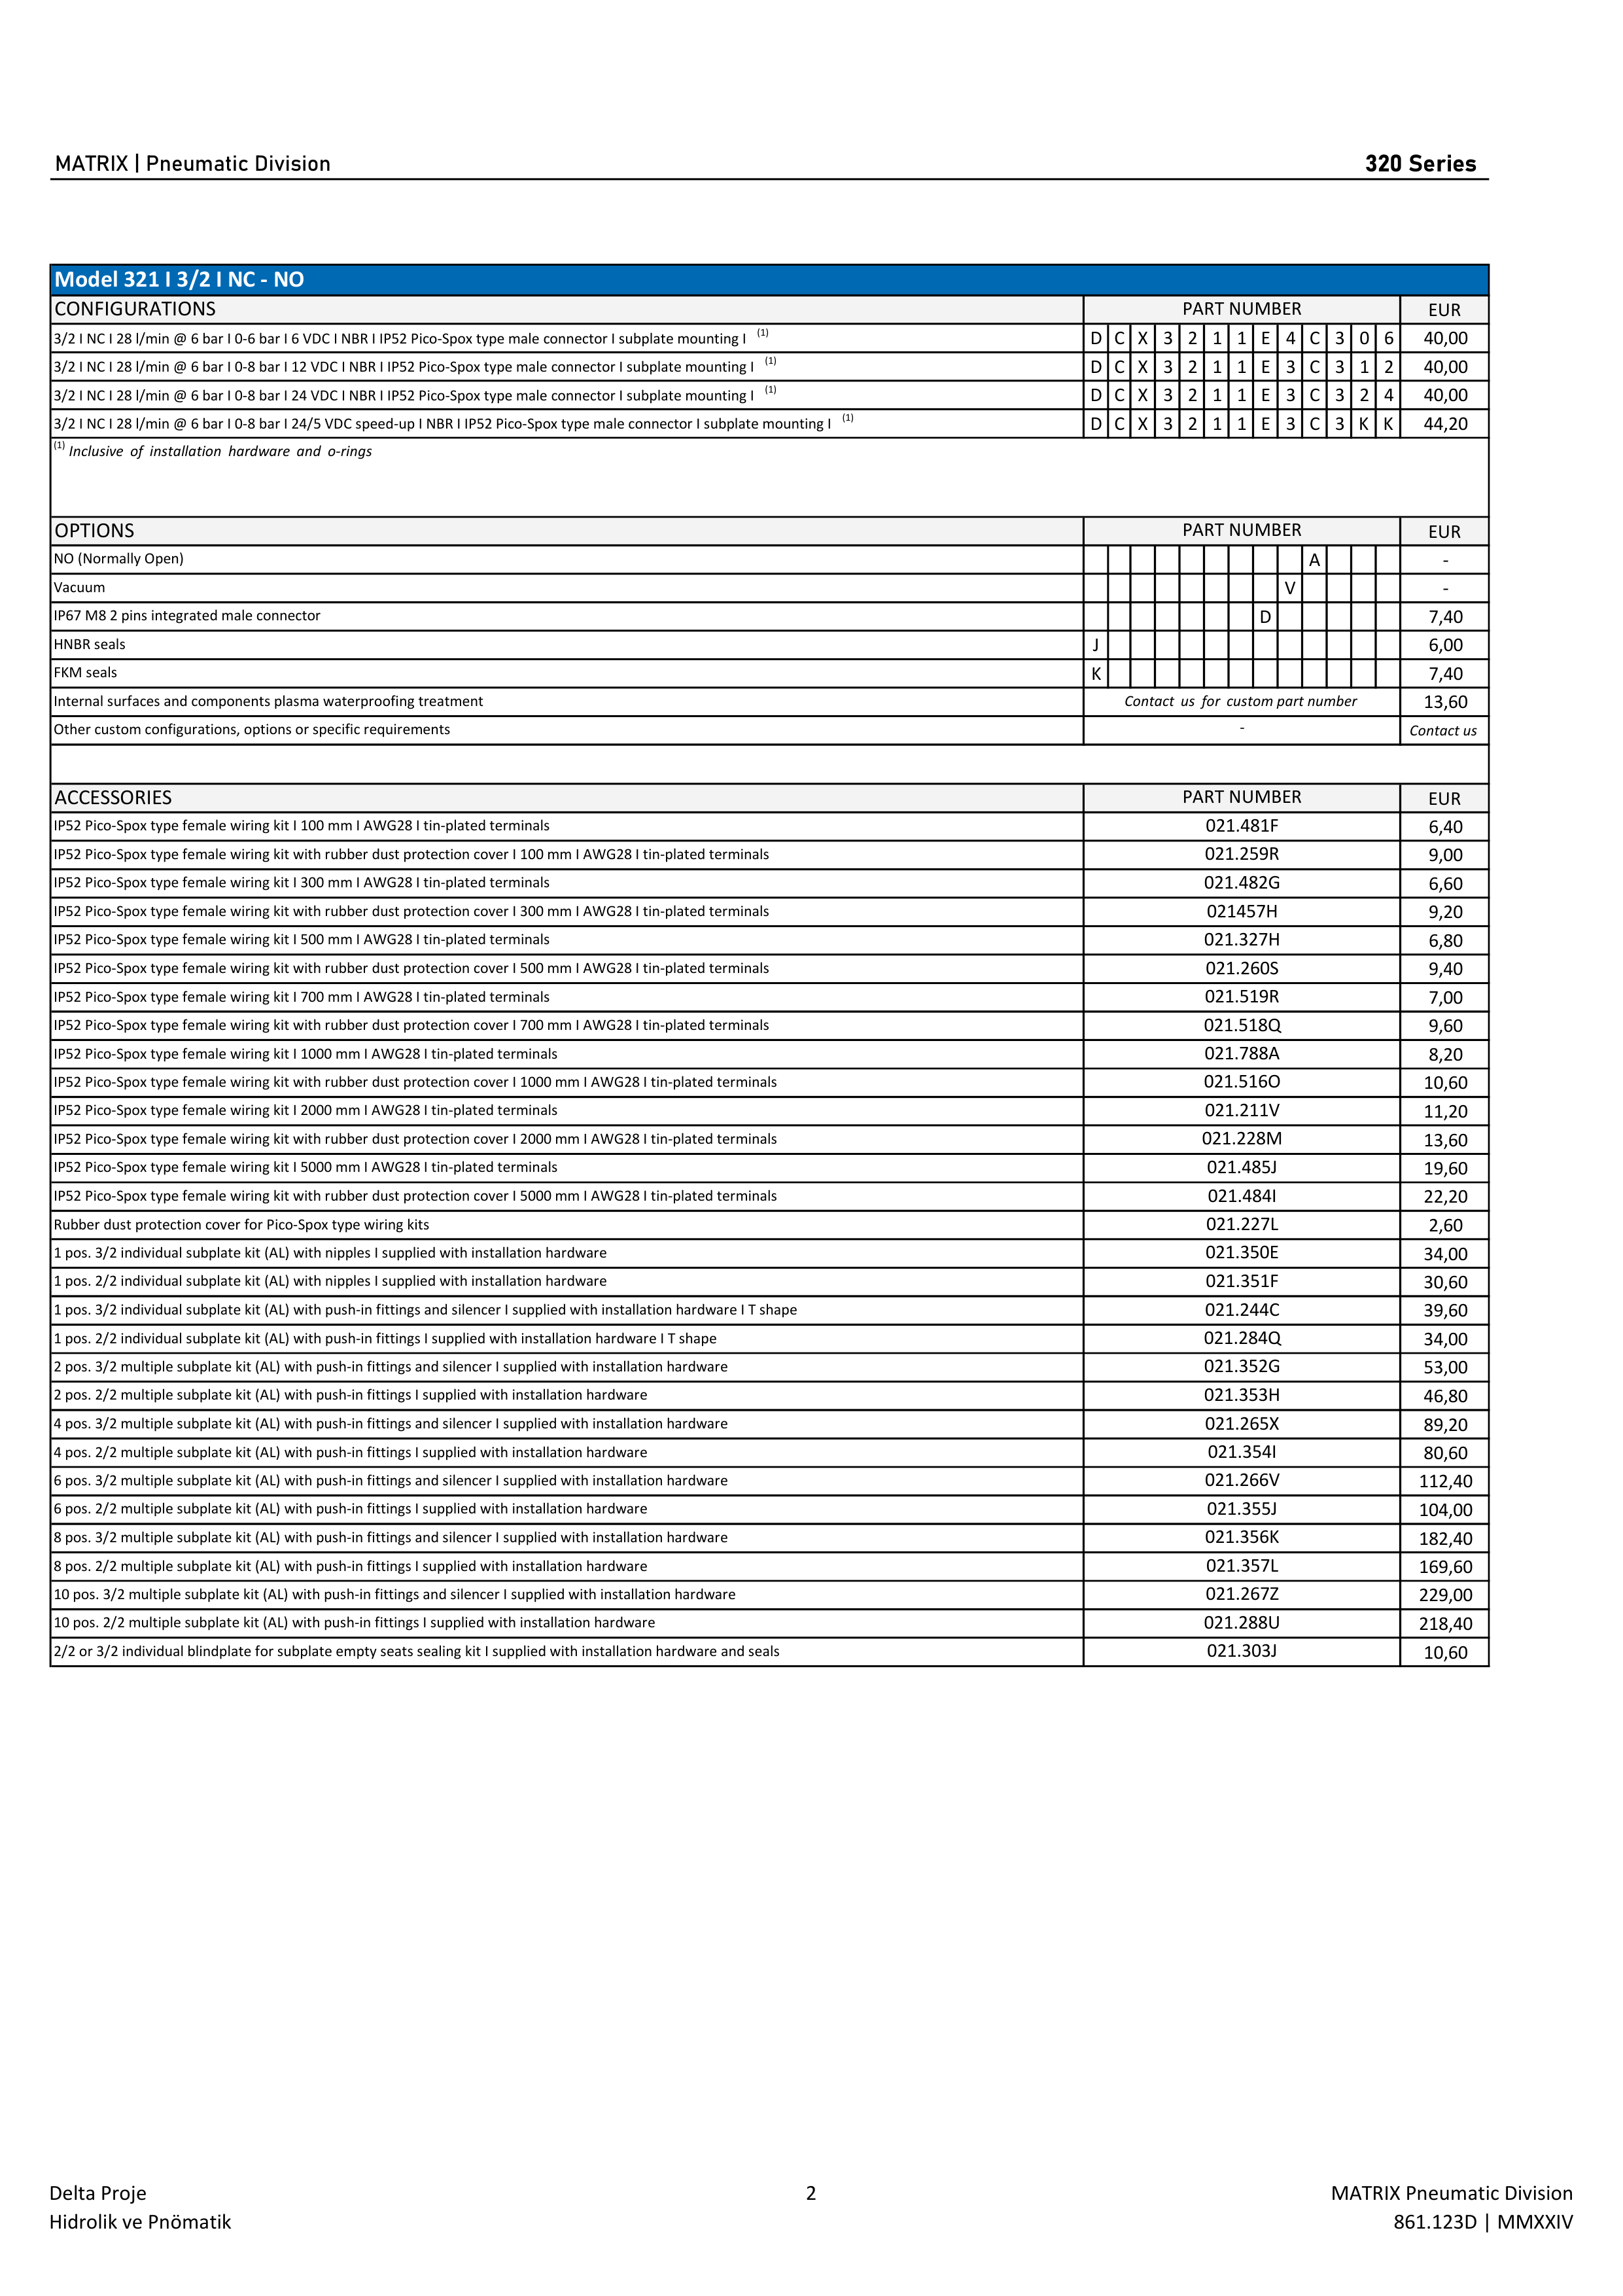 MATRIX | Pneumatic Division 320 Series
Model 321 I 3/2 I NC - NO
CONFIGURATIONS PART NUMBER EUR
3/2 I NC I 28 l/min @ 6 bar I 0-6 bar I 6 VDC I NBR I IP52 Pico-Spox type male connector I subplate mounting I (1) D C X 3 2 1 1 E 4 C 3 0 6 40,00
3/2 I NC I 28 l/min @ 6 bar I 0-8 bar I 12 VDC I NBR I IP52 Pico-Spox type male connector I subplate mounting I (1) D C X 3 2 1 1 E 3 C 3 1 2 40,00
3/2 I NC I 28 l/min @ 6 bar I 0-8 bar I 24 VDC I NBR I IP52 Pico-Spox type male connector I subplate mounting I (1) D C X 3 2 1 1 E 3 C 3 2 4 40,00
3/2 I NC I 28 l/min @ 6 bar I 0-8 bar I 24/5 VDC speed-up I NBR I IP52 Pico-Spox type male connector I subplate mounting I (1) D C X 3 2 1 1 E 3 C 3 K K 44,20
(1) Inclusive of installation hardware and o-rings
OPTIONS PART NUMBER EUR
NO (Normally Open) A -
Vacuum V -
IP67 M8 2 pins integrated male connector D 7,40
HNBR seals J 6,00
FKM seals K 7,40
Internal surfaces and components plasma waterproofing treatment Contact us for custom part number 13,60
Other custom configurations, options or specific requirements - Contact us
ACCESSORIES PART NUMBER EUR
IP52 Pico-Spox type female wiring kit I 100 mm I AWG28 I tin-plated terminals 021.481F 6,40
IP52 Pico-Spox type female wiring kit with rubber dust protection cover I 100 mm I AWG28 I tin-plated terminals 021.259R 9,00
IP52 Pico-Spox type female wiring kit I 300 mm I AWG28 I tin-plated terminals 021.482G 6,60
IP52 Pico-Spox type female wiring kit with rubber dust protection cover I 300 mm I AWG28 I tin-plated terminals 021457H 9,20
IP52 Pico-Spox type female wiring kit I 500 mm I AWG28 I tin-plated terminals 021.327H 6,80
IP52 Pico-Spox type female wiring kit with rubber dust protection cover I 500 mm I AWG28 I tin-plated terminals 021.260S 9,40
IP52 Pico-Spox type female wiring kit I 700 mm I AWG28 I tin-plated terminals 021.519R 7,00
IP52 Pico-Spox type female wiring kit with rubber dust protection cover I 700 mm I AWG28 I tin-plated terminals 021.518Q 9,60
IP52 Pico-Spox type female wiring kit I 1000 mm I AWG28 I tin-plated terminals 021.788A 8,20
IP52 Pico-Spox type female wiring kit with rubber dust protection cover I 1000 mm I AWG28 I tin-plated terminals 021.516O 10,60
IP52 Pico-Spox type female wiring kit I 2000 mm I AWG28 I tin-plated terminals 021.211V 11,20
IP52 Pico-Spox type female wiring kit with rubber dust protection cover I 2000 mm I AWG28 I tin-plated terminals 021.228M 13,60
IP52 Pico-Spox type female wiring kit I 5000 mm I AWG28 I tin-plated terminals 021.485J 19,60
IP52 Pico-Spox type female wiring kit with rubber dust protection cover I 5000 mm I AWG28 I tin-plated terminals 021.484I 22,20
Rubber dust protection cover for Pico-Spox type wiring kits 021.227L 2,60
1 pos. 3/2 individual subplate kit (AL) with nipples I supplied with installation hardware 021.350E 34,00
1 pos. 2/2 individual subplate kit (AL) with nipples I supplied with installation hardware 021.351F 30,60
1 pos. 3/2 individual subplate kit (AL) with push-in fittings and silencer I supplied with installation hardware I T shape 021.244C 39,60
1 pos. 2/2 individual subplate kit (AL) with push-in fittings I supplied with installation hardware I T shape 021.284Q 34,00
2 pos. 3/2 multiple subplate kit (AL) with push-in fittings and silencer I supplied with installation hardware 021.352G 53,00
2 pos. 2/2 multiple subplate kit (AL) with push-in fittings I supplied with installation hardware 021.353H 46,80
4 pos. 3/2 multiple subplate kit (AL) with push-in fittings and silencer I supplied with installation hardware 021.265X 89,20
4 pos. 2/2 multiple subplate kit (AL) with push-in fittings I supplied with installation hardware 021.354I 80,60
6 pos. 3/2 multiple subplate kit (AL) with push-in fittings and silencer I supplied with installation hardware 021.266V 112,40
6 pos. 2/2 multiple subplate kit (AL) with push-in fittings I supplied with installation hardware 021.355J 104,00
8 pos. 3/2 multiple subplate kit (AL) with push-in fittings and silencer I supplied with installation hardware 021.356K 182,40
8 pos. 2/2 multiple subplate kit (AL) with push-in fittings I supplied with installation hardware 021.357L 169,60
10 pos. 3/2 multiple subplate kit (AL) with push-in fittings and silencer I supplied with installation hardware 021.267Z 229,00
10 pos. 2/2 multiple subplate kit (AL) with push-in fittings I supplied with installation hardware 021.288U 218,40
2/2 or 3/2 individual blindplate for subplate empty seats sealing kit I supplied with installation hardware and seals 021.303J 10,60
Delta Proje 2 MATRIX Pneumatic Division
Hidrolik ve Pnömatik 861.123D | MMXXIV